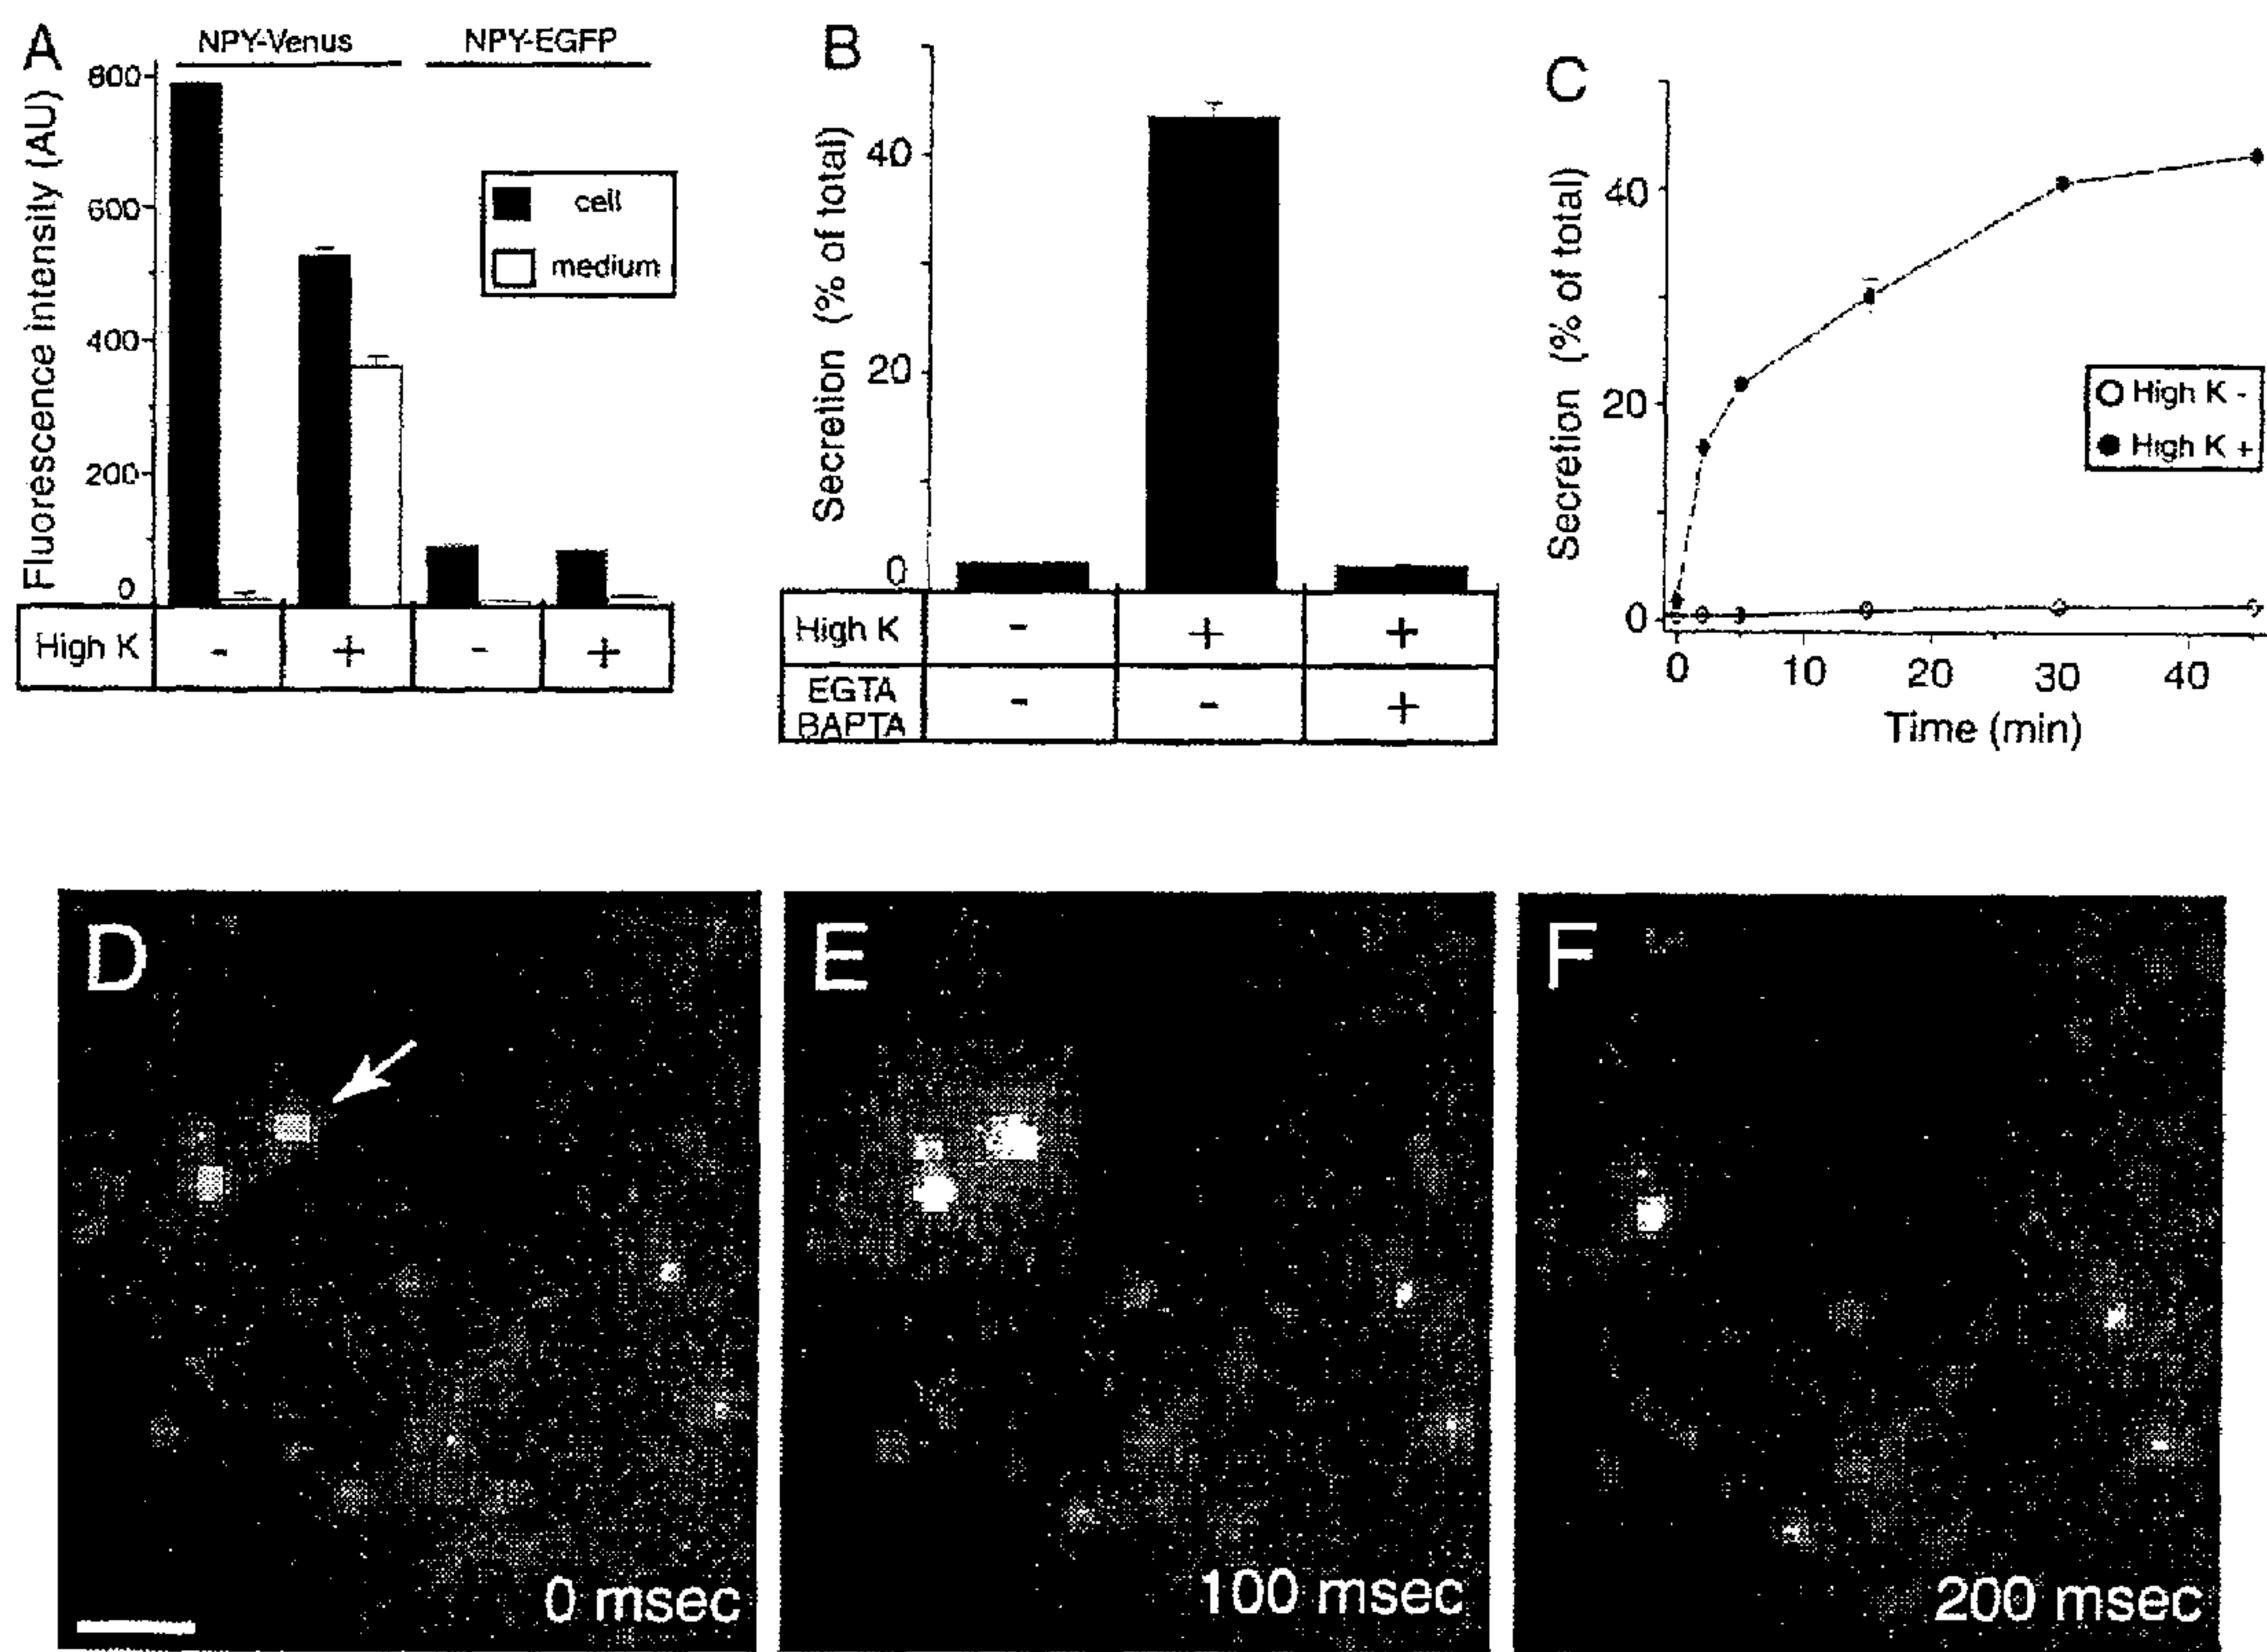 A
NPY-Venus NPY-EGFP
Fluorescence Intensity (AU)
800
600
400
200
0
cell
medium
High K - + - +
B
Secretion (% of total)
40
20
0
High K - + +
EGTA
BAPTA
- - +
C
Secretion (% of total)
40
20
0
High K -
High K +
0 10 20 30 40
Time (min)
D
0 msec
E
100 msec
F
200 msec